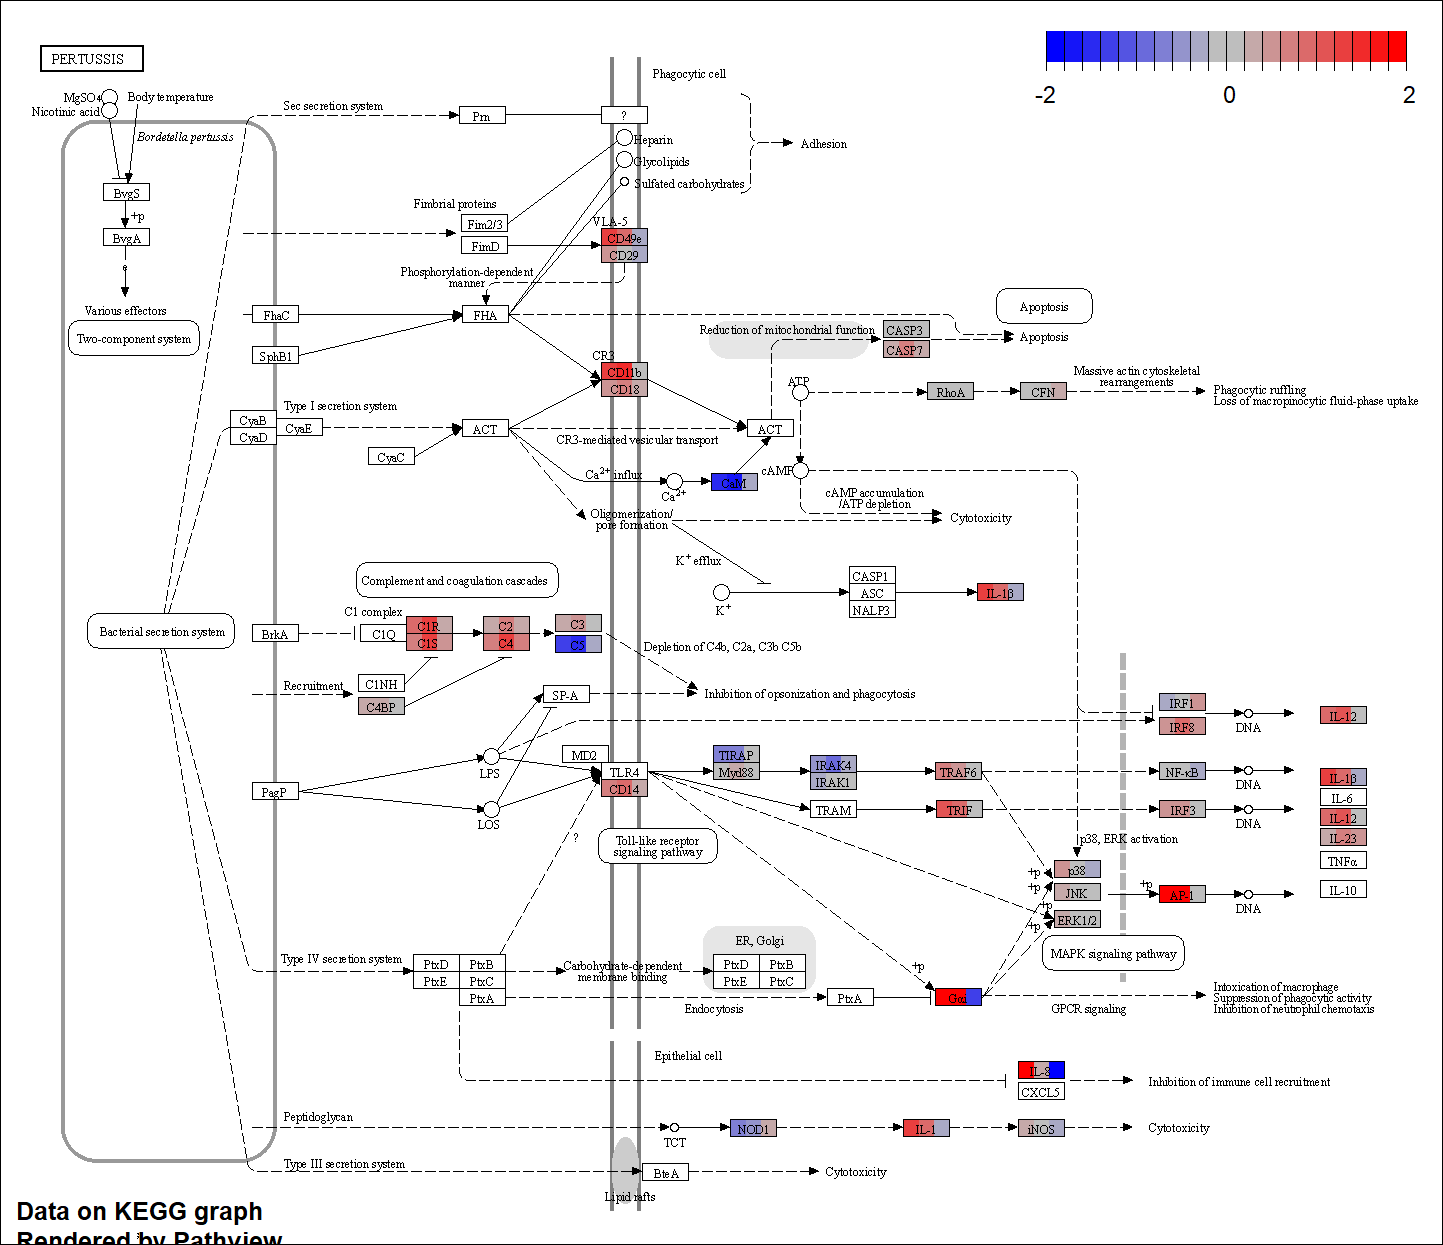 PERTUSSIS
-2
0
2
MgSO4
Nicotinic acid
Body temperature
Bordetella pertussis
BvgS
+p
BvgA
e
Various effectors
Two-component system
Sec secretion system
Prn
?
Phagocytic cell
Heparin
Glycolipids
Sulfated carbohydrates
Adhesion
Fimbrial proteins
Fim2/3
FimD
VLA-5
CD49e
CD29
Phosphorylation-dependent
manner
FhaC
FHA
SphB1
CR3
CD11b
CD18
Reduction of mitochondrial function
CASP3
CASP7
Apoptosis
Apoptosis
ATP
RhoA
CFN
Massive actin cytoskeletal
rearrangements
Phagocytic ruffling
Loss of macropinocytic fluid-phase uptake
Type I secretion system
CyaB
CyaD
CyaE
ACT
CyaC
ACT
CR3-mediated vesicular transport
Ca2+ influx
Ca2+
CaM
cAMP
cAMP accumulation
/ATP depletion
Cytotoxicity
Oligomerization/
pore formation
K+ efflux
K+
CASP1
ASC
NALP3
IL-1β
Complement and coagulation cascades
C1 complex
C1Q
C1R
C1S
C2
C4
C3
C5
Depletion of C4b, C2a, C3b C5b
Bacterial secretion system
BrkA
Recruitment
C1NH
C4BP
SP-A
Inhibition of opsonization and phagocytosis
IRF1
IRF8
DNA
IL-12
LPS
MD2
TLR4
CD14
TIRAP
Myd88
IRAK4
IRAK1
TRAF6
NF-κB
DNA
IL-1β
IL-6
IL-12
IL-23
TNFα
IL-10
PagP
LOS
TRAM
TRIF
IRF3
DNA
?
Toll-like receptor
signaling pathway
p38, ERK activation
+p
+p
+p
+p
p38
JNK
ERK1/2
+p
AP-1
DNA
MAPK signaling pathway
ER, Golgi
Type IV secretion system
PtxD
PtxB
PtxE
PtxC
PtxA
Carbohydrate-dependent
membrane binding
PtxD
PtxB
PtxE
PtxC
Endocytosis
PtxA
+p
Gαi
GPCR signaling
Intoxication of macrophage
Suppression of phagocytic activity
Inhibition of neutrophil chemotaxis
Epithelial cell
IL-8
CXCL5
Inhibition of immune cell recruitment
Peptidoglycan
TCT
NOD1
IL-1
iNOS
Cytotoxicity
Type III secretion system
BteA
Cytotoxicity
Lipid rafts
Data on KEGG graph
Rendered by Pathview